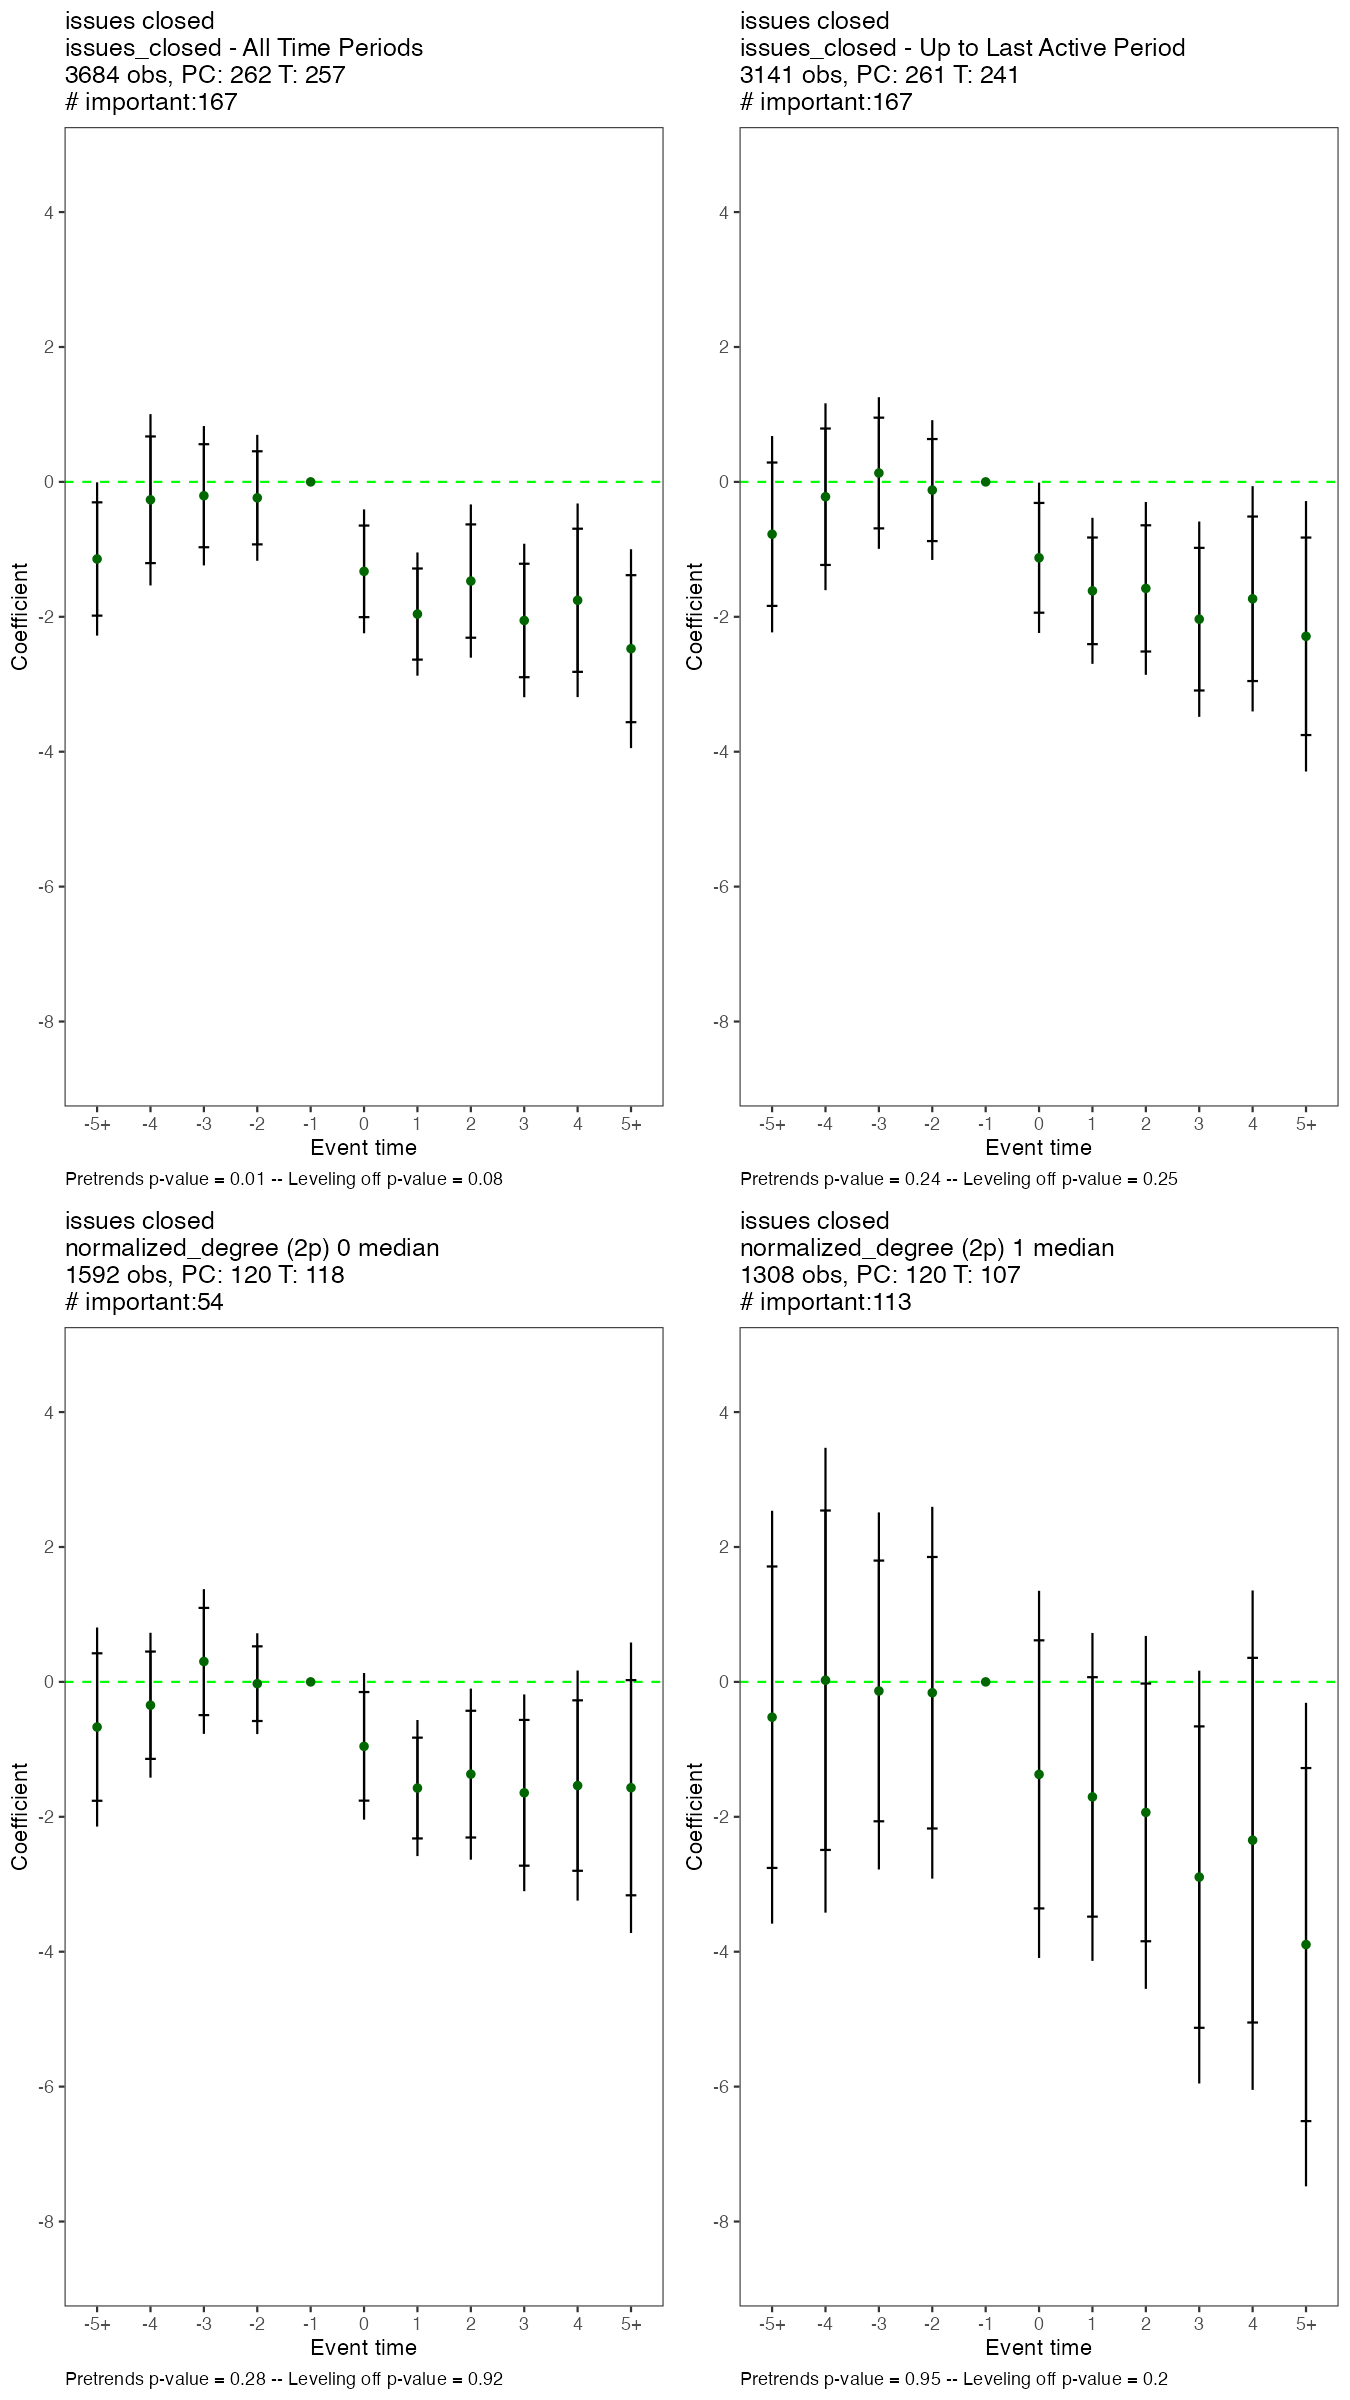 issues closed
issues_closed - All Time Periods
3684 obs, PC: 262 T: 257
# important:167
4
2
0
-2
-4
-6
-8
Coefficient
-5+ -4 -3 -2 -1 0 1 2 3 4 5+
Event time
Pretrends p-value = 0.01 -- Leveling off p-value = 0.08
issues closed
issues_closed - Up to Last Active Period
3141 obs, PC: 261 T: 241
# important:167
4
2
0
-2
-4
-6
-8
Coefficient
-5+ -4 -3 -2 -1 0 1 2 3 4 5+
Event time
Pretrends p-value = 0.24 -- Leveling off p-value = 0.25
issues closed
normalized_degree (2p) 0 median
1592 obs, PC: 120 T: 118
# important:54
4
2
0
-2
-4
-6
-8
Coefficient
-5+ -4 -3 -2 -1 0 1 2 3 4 5+
Event time
Pretrends p-value = 0.28 -- Leveling off p-value = 0.92
issues closed
normalized_degree (2p) 1 median
1308 obs, PC: 120 T: 107
# important:113
4
2
0
-2
-4
-6
-8
Coefficient
-5+ -4 -3 -2 -1 0 1 2 3 4 5+
Event time
Pretrends p-value = 0.95 -- Leveling off p-value = 0.2